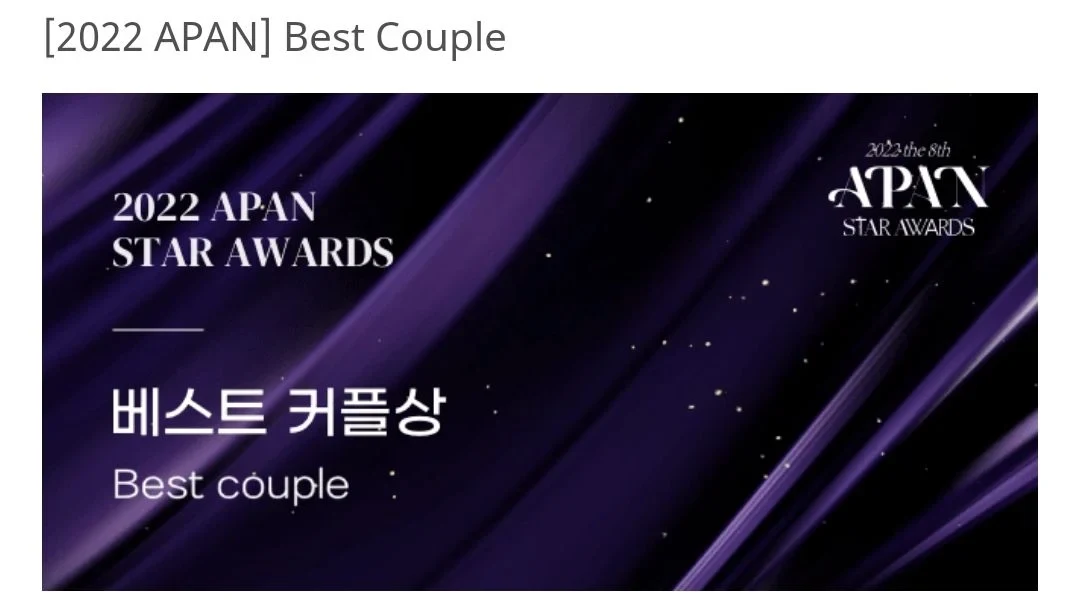 [2022 APAN] Best Couple
2022 the 8th
APAN
STAR AWARDS
2022 APAN
STAR AWARDS
베스트 커플상
Best couple